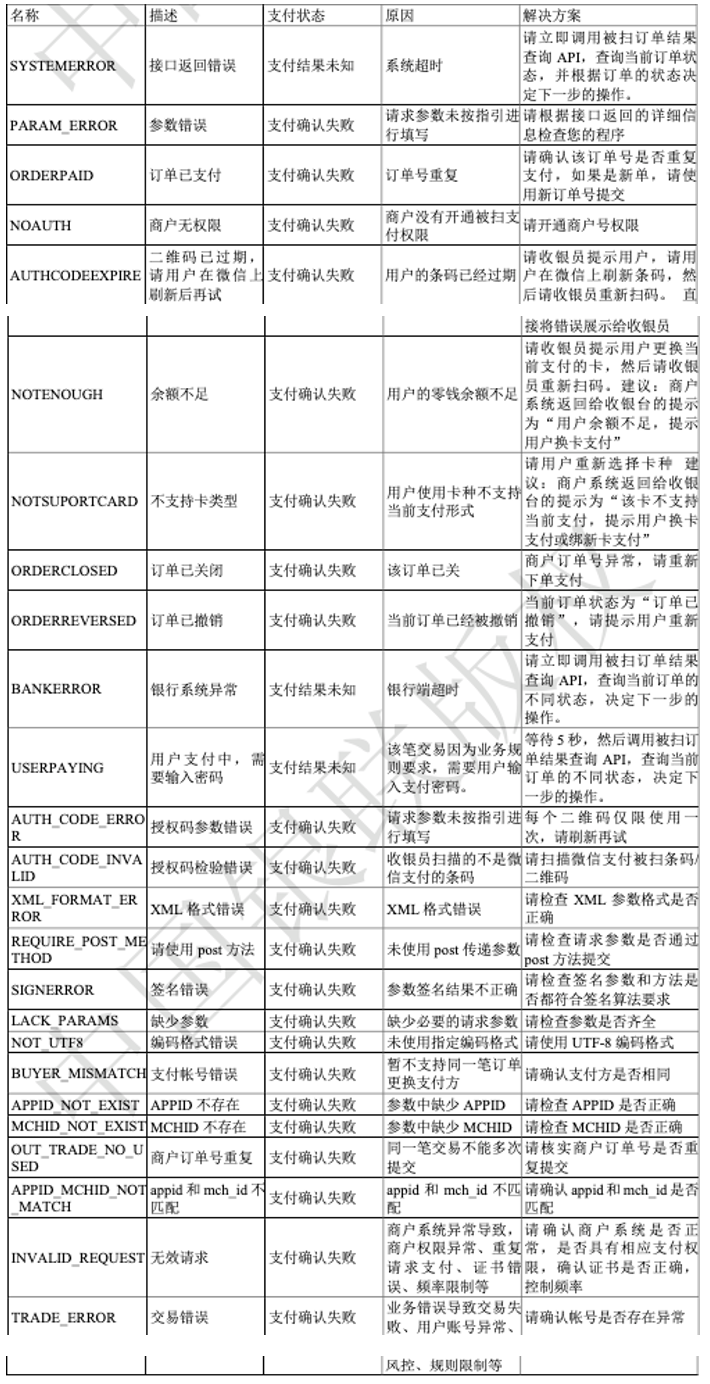 名称
描述
支付状态
原因
解决方案
SYSTEMERROR
接口返回错误
支付结果未知
系统超时
请立即调用被扫订单结果
查询 API，查询当前订单状
态，并根据订单的状态决
定下一步的操作。
PARAM_ERROR
参数错误
支付确认失败
请求参数未按指引进
行填写
请根据接口返回的详细信
息检查您的程序
ORDERPAID
订单已支付
支付确认失败
订单号重复
请确认该订单号是否重复
支付，如果是新单，请使
用新订单号提交
NOAUTH
商户无权限
支付确认失败
商户没有开通被扫支
付权限
请开通商户号权限
AUTHCODEEXPIRE
二维码已过期，
请用户在微信上
刷新后再试
支付确认失败
用户的条码已经过期
请收银员提示用户，请用
户在微信上刷新条码，然
后请收银员重新扫码。 直
接将错误展示给收银员
NOTENOUGH
余额不足
支付确认失败
用户的零钱余额不足
请收银员提示用户更换当
前支付的卡，然后请收银
员重新扫码。建议：商户
系统返回给收银台的提示
为“用户余额不足，提示
用户换卡支付”
NOTSUPORTCARD
不支持卡类型
支付确认失败
用户使用卡种不支持
当前支付形式
请用户重新选择卡种 建
议：商户系统返回给收银
台的提示为“该卡不支持
当前支付，提示用户换卡
支付或绑新卡支付”
ORDERCLOSED
订单已关闭
支付确认失败
该订单已关
商户订单号异常，请重新
下单支付
ORDERREVERSED
订单已撤销
支付确认失败
当前订单已经被撤销
当前订单状态为“订单已
撤销”，请提示用户重新
支付
BANKERROR
银行系统异常
支付结果未知
银行端超时
请立即调用被扫订单结果
查询 API，查询当前订单的
不同状态，决定下一步的
操作。
USERPAYING
用户支付中，需
要输入密码
支付结果未知
该笔交易因为业务规
则要求，需要用户输
入支付密码。
等待 5 秒，然后调用被扫订
单结果查询 API，查询当前
订单的不同状态，决定下
一步的操作。
AUTH_CODE_ERRO
R
授权码参数错误
支付确认失败
请求参数未按指引进
行填写
每个二维码仅限使用一
次，请刷新再试
AUTH_CODE_INVA
LID
授权码检验错误
支付确认失败
收银员扫描的不是微
信支付的条码
请扫描微信支付被扫条码/
二维码
XML_FORMAT_ER
ROR
XML 格式错误
支付确认失败
XML 格式错误
请检查 XML 参数格式是否
正确
REQUIRE_POST_ME
THOD
请使用 post 方法
支付确认失败
未使用 post 传递参数
请检查请求参数是否通过
post 方法提交
SIGNERROR
签名错误
支付确认失败
参数签名结果不正确
请检查签名参数和方法是
否都符合签名算法要求
LACK_PARAMS
缺少参数
支付确认失败
缺少必要的请求参数
请检查参数是否齐全
NOT_UTF8
编码格式错误
支付确认失败
未使用指定编码格式
请使用 UTF-8 编码格式
BUYER_MISMATCH
支付帐号错误
支付确认失败
暂不支持同一笔订单
更换支付方
请确认支付方是否相同
APPID_NOT_EXIST
APPID 不存在
支付确认失败
参数中缺少 APPID
请检查 APPID 是否正确
MCHID_NOT_EXIST
MCHID 不存在
支付确认失败
参数中缺少 MCHID
请检查 MCHID 是否正确
OUT_TRADE_NO_U
SED
商户订单号重复
支付确认失败
同一笔交易不能多次
提交
请核实商户订单号是否重
复提交
APPID_MCHID_NOT
_MATCH
appid 和 mch_id 不
匹配
支付确认失败
appid 和 mch_id 不匹
配
请确认 appid 和 mch_id 是否
匹配
INVALID_REQUEST
无效请求
支付确认失败
商户系统异常导致，
商户权限异常、重复
请求支付、证书错
误、频率限制等
请确认商户系统是否正
常，是否具有相应支付权
限，确认证书是否正确，
控制频率
TRADE_ERROR
交易错误
支付确认失败
业务错误导致交易失
败、用户账号异常、
风控、规则限制等
请确认帐号是否存在异常
中国银联版权